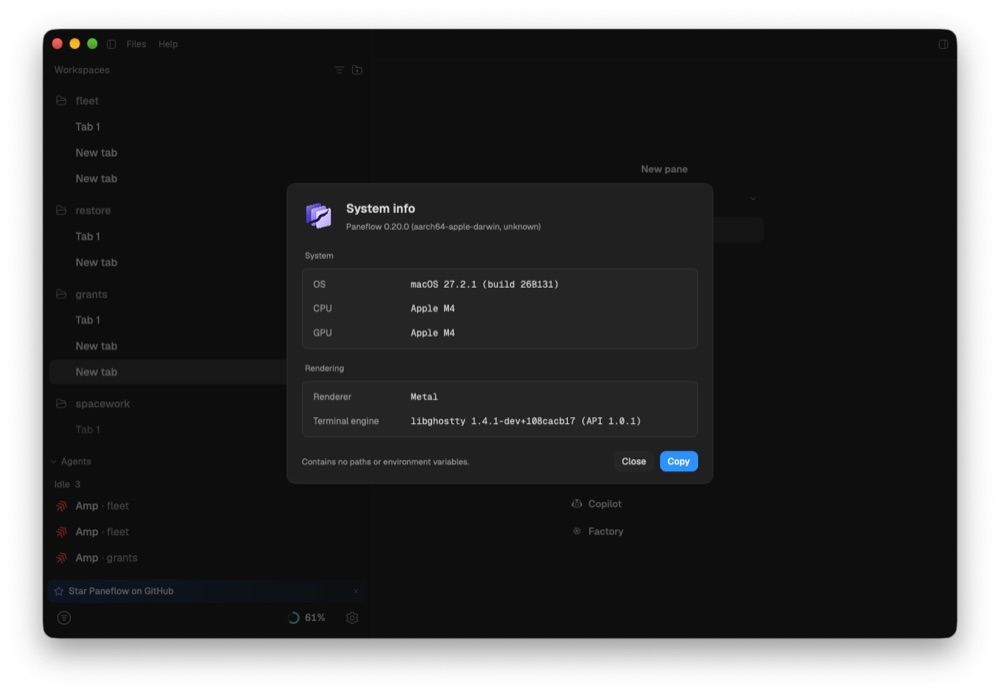 Files Help
Workspaces
fleet
Tab 1
New tab
New tab
restore
Tab 1
New tab
grants
Tab 1
New tab
New tab
spacework
Tab 1
Agents
Idle 3
Amp · fleet
Amp · fleet
Amp · grants
Star Paneflow on GitHub
61%
New pane
System info
Paneflow 0.20.0 (aarch64-apple-darwin, unknown)
System
OS macOS 27.2.1 (build 26B131)
CPU Apple M4
GPU Apple M4
Rendering
Renderer Metal
Terminal engine libghostty 1.4.1-dev+108cacb17 (API 1.0.1)
Contains no paths or environment variables.
Close Copy
Copilot
Factory